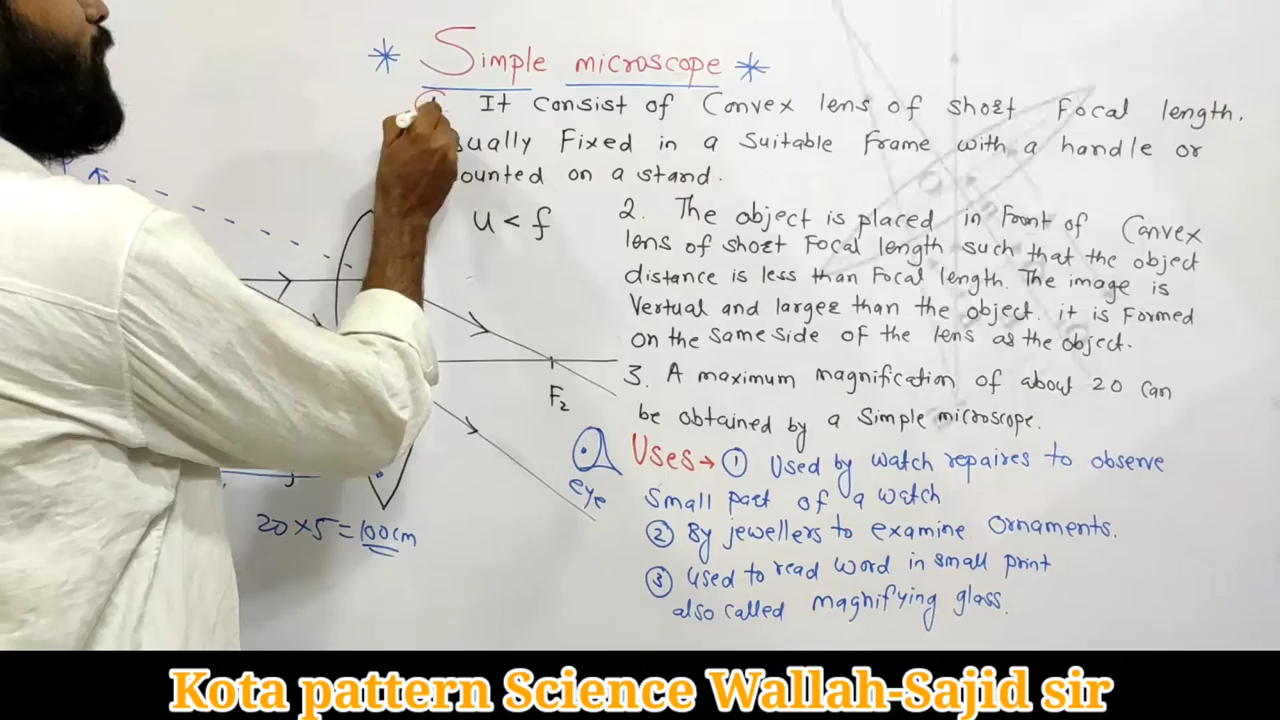 * Simple microscope *
It consist of Convex lens of short Focal length.
sually Fixed in a Suitable Frame with a handle or
ounted on a stand.
u < f
2. The object is placed in Front of Convex
lens of short Focal length such that the object
distance is less than Focal length. The image is
Vertual and larger than the object. it is Formed
on the same side of the lens as the object.
3. A maximum magnification of about 20 can
be obtained by a Simple microscope.
F2
eye
20 × 5 = 100cm
Uses → ① Used by watch repaires to observe
Small part of a watch
② By jewellers to examine Ornaments.
③ Used to read word in small print
also called magnifying glass.
Kota pattern Science Wallah-Sajid sir